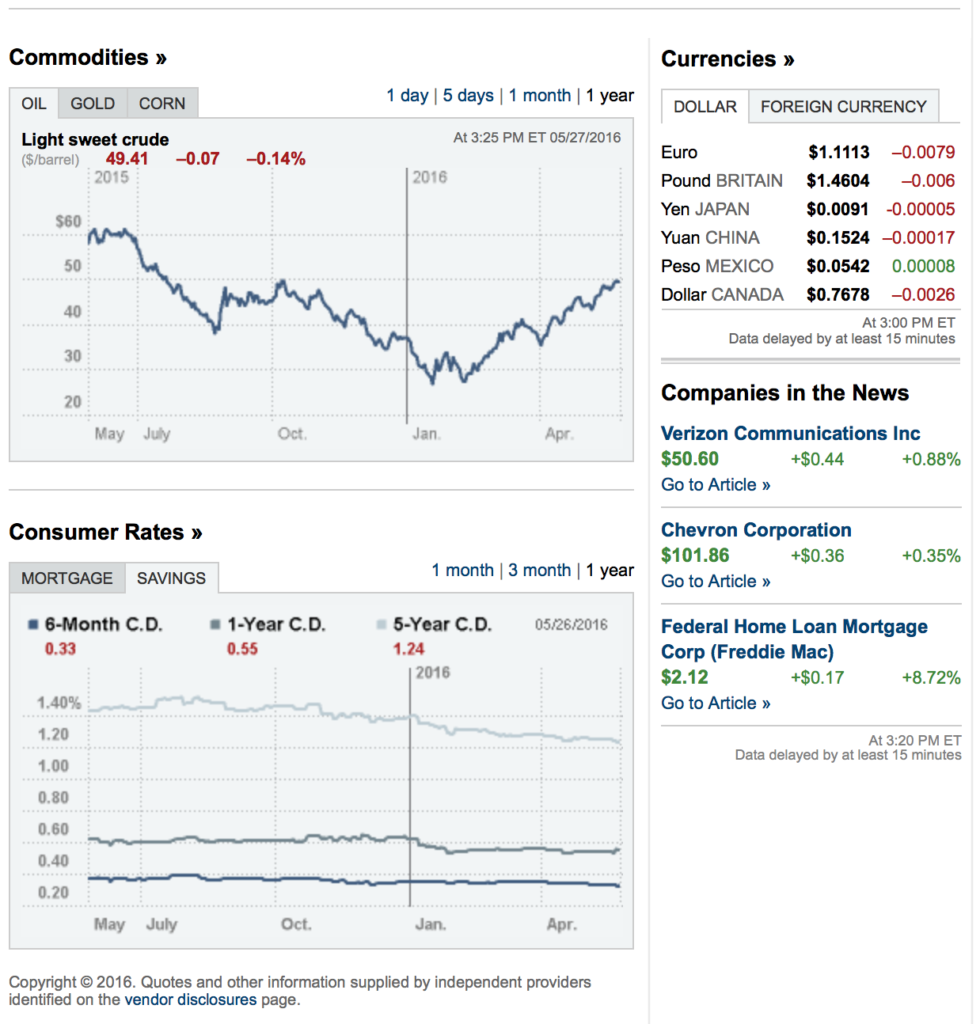 Commodities »
OIL GOLD CORN
1 day | 5 days | 1 month | 1 year
Light sweet crude
At 3:25 PM ET 05/27/2016
($/barrel) 49.41 −0.07 −0.14%
2015 2016
$60
50
40
30
20
May July Oct. Jan. Apr.
Consumer Rates »
MORTGAGE SAVINGS
1 month | 3 month | 1 year
6-Month C.D. 1-Year C.D. 5-Year C.D. 05/26/2016
0.33 0.55 1.24
2016
1.40%
1.20
1.00
0.80
0.60
0.40
0.20
May July Oct. Jan. Apr.
Copyright © 2016. Quotes and other information supplied by independent providers
identified on the vendor disclosures page.
Currencies »
DOLLAR FOREIGN CURRENCY
Euro $1.1113 −0.0079
Pound BRITAIN $1.4604 −0.006
Yen JAPAN $0.0091 -0.00005
Yuan CHINA $0.1524 −0.00017
Peso MEXICO $0.0542 0.00008
Dollar CANADA $0.7678 −0.0026
At 3:00 PM ET
Data delayed by at least 15 minutes
Companies in the News
Verizon Communications Inc
$50.60 +$0.44 +0.88%
Go to Article »
Chevron Corporation
$101.86 +$0.36 +0.35%
Go to Article »
Federal Home Loan Mortgage
Corp (Freddie Mac)
$2.12 +$0.17 +8.72%
Go to Article »
At 3:20 PM ET
Data delayed by at least 15 minutes